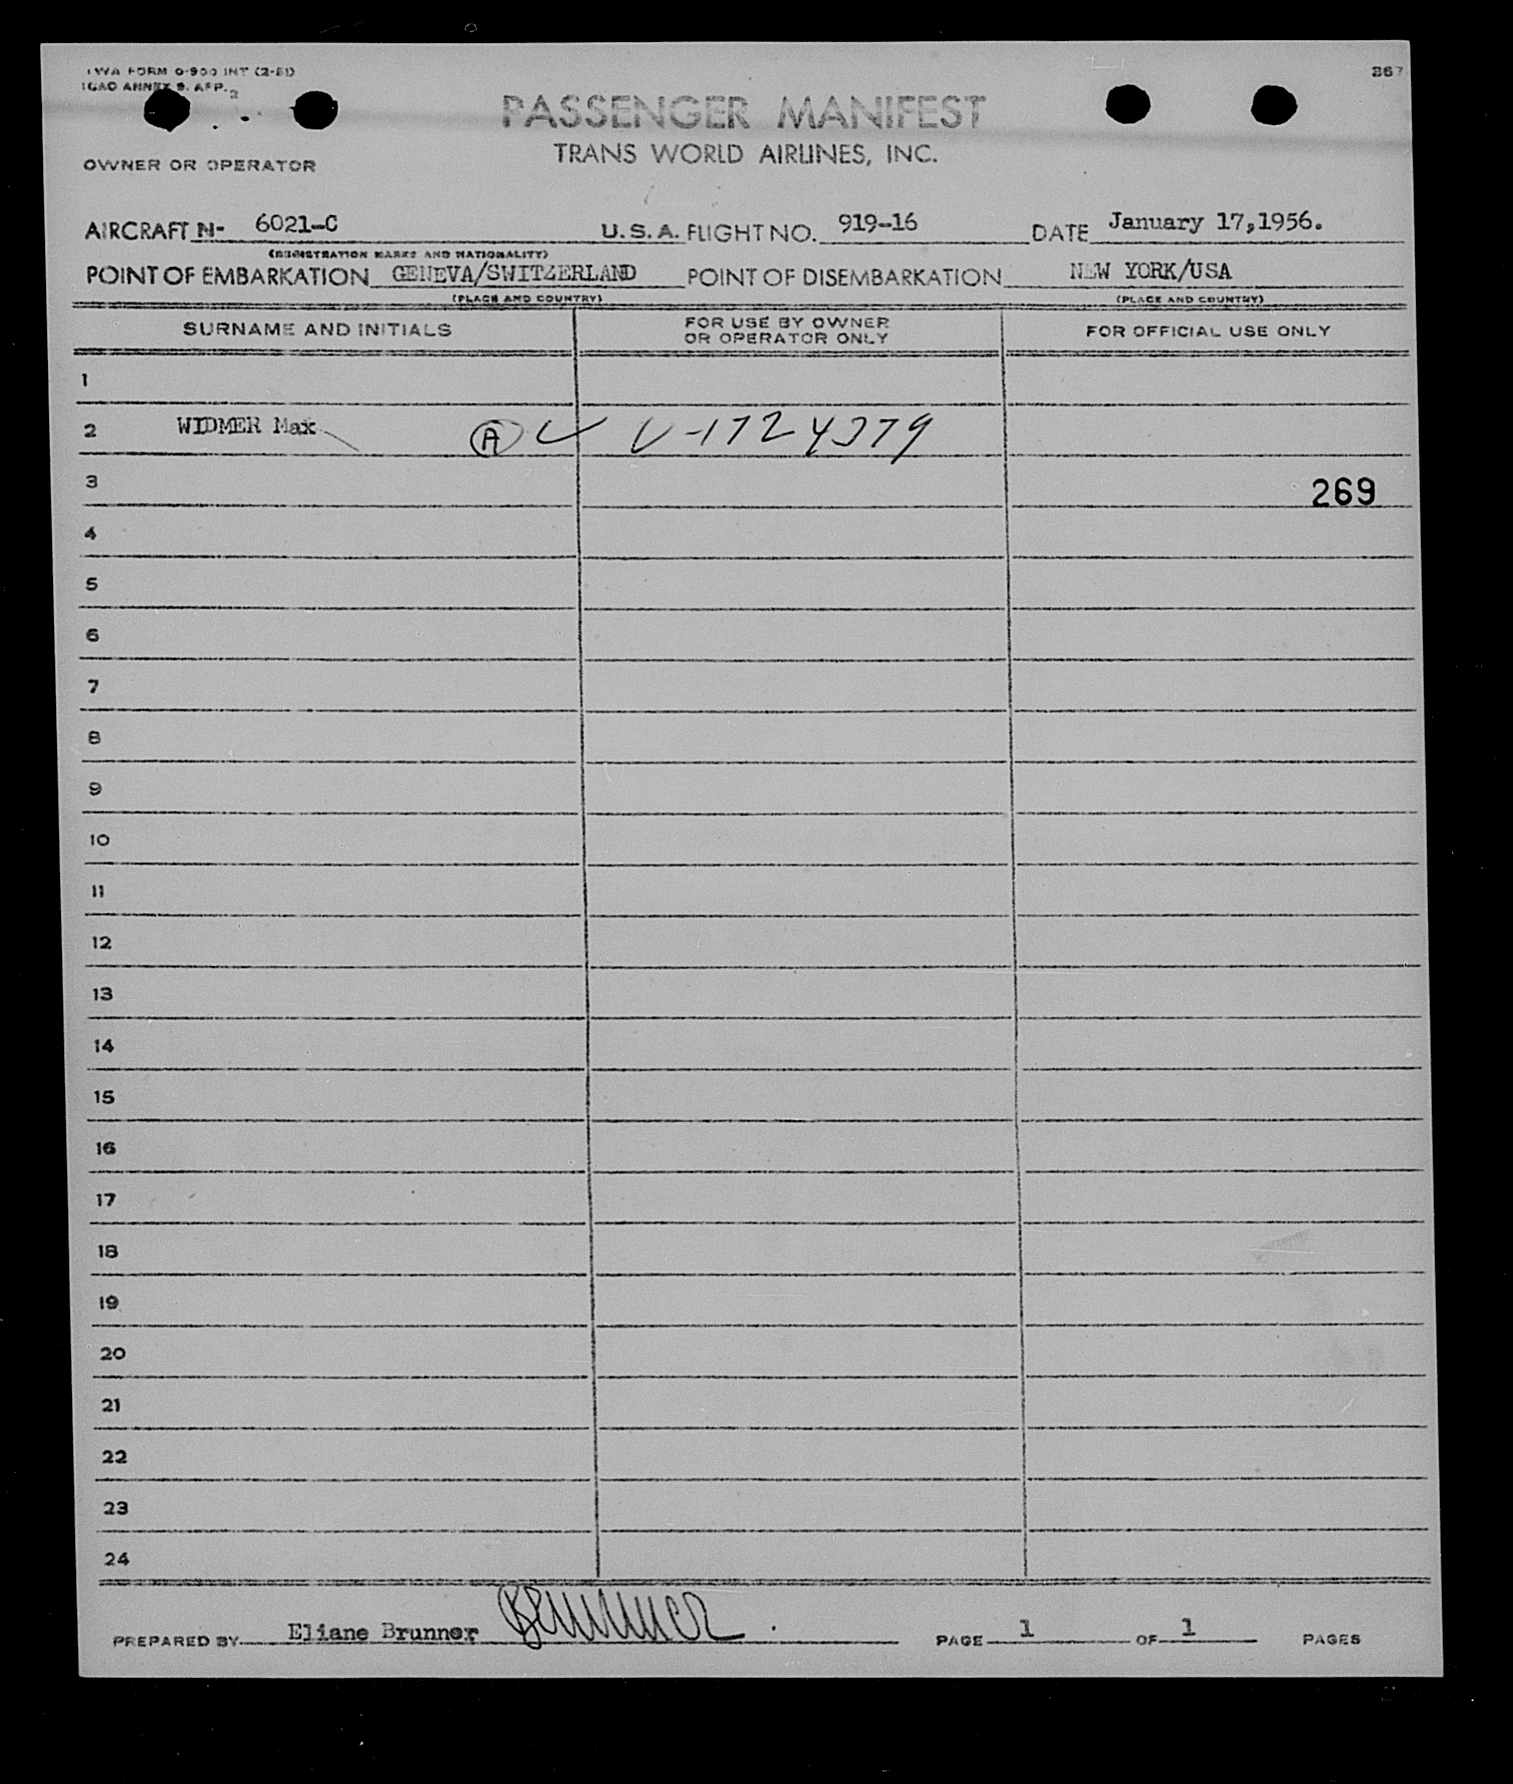 TWA FORM O-900 INT (2-51)
ICAO ANNEX 9. APP. 2
267
PASSENGER MANIFEST
TRANS WORLD AIRLINES, INC.
OWNER OR OPERATOR
AIRCRAFT N- 6021-C U.S.A. FLIGHT NO. 919-16 DATE January 17,1956.
(REGISTRATION MARKS AND NATIONALITY)
POINT OF EMBARKATION GENEVA/SWITZERLAND POINT OF DISEMBARKATION NEW YORK/USA
(PLACE AND COUNTRY) (PLACE AND COUNTRY)
SURNAME AND INITIALS FOR USE BY OWNER OR OPERATOR ONLY FOR OFFICIAL USE ONLY
1
2 WIDMER Max A V-1724379
3 269
4
5
6
7
8
9
10
11
12
13
14
15
16
17
18
19
20
21
22
23
24
PREPARED BY Eliane Brunner Brunner PAGE 1 OF 1 PAGES